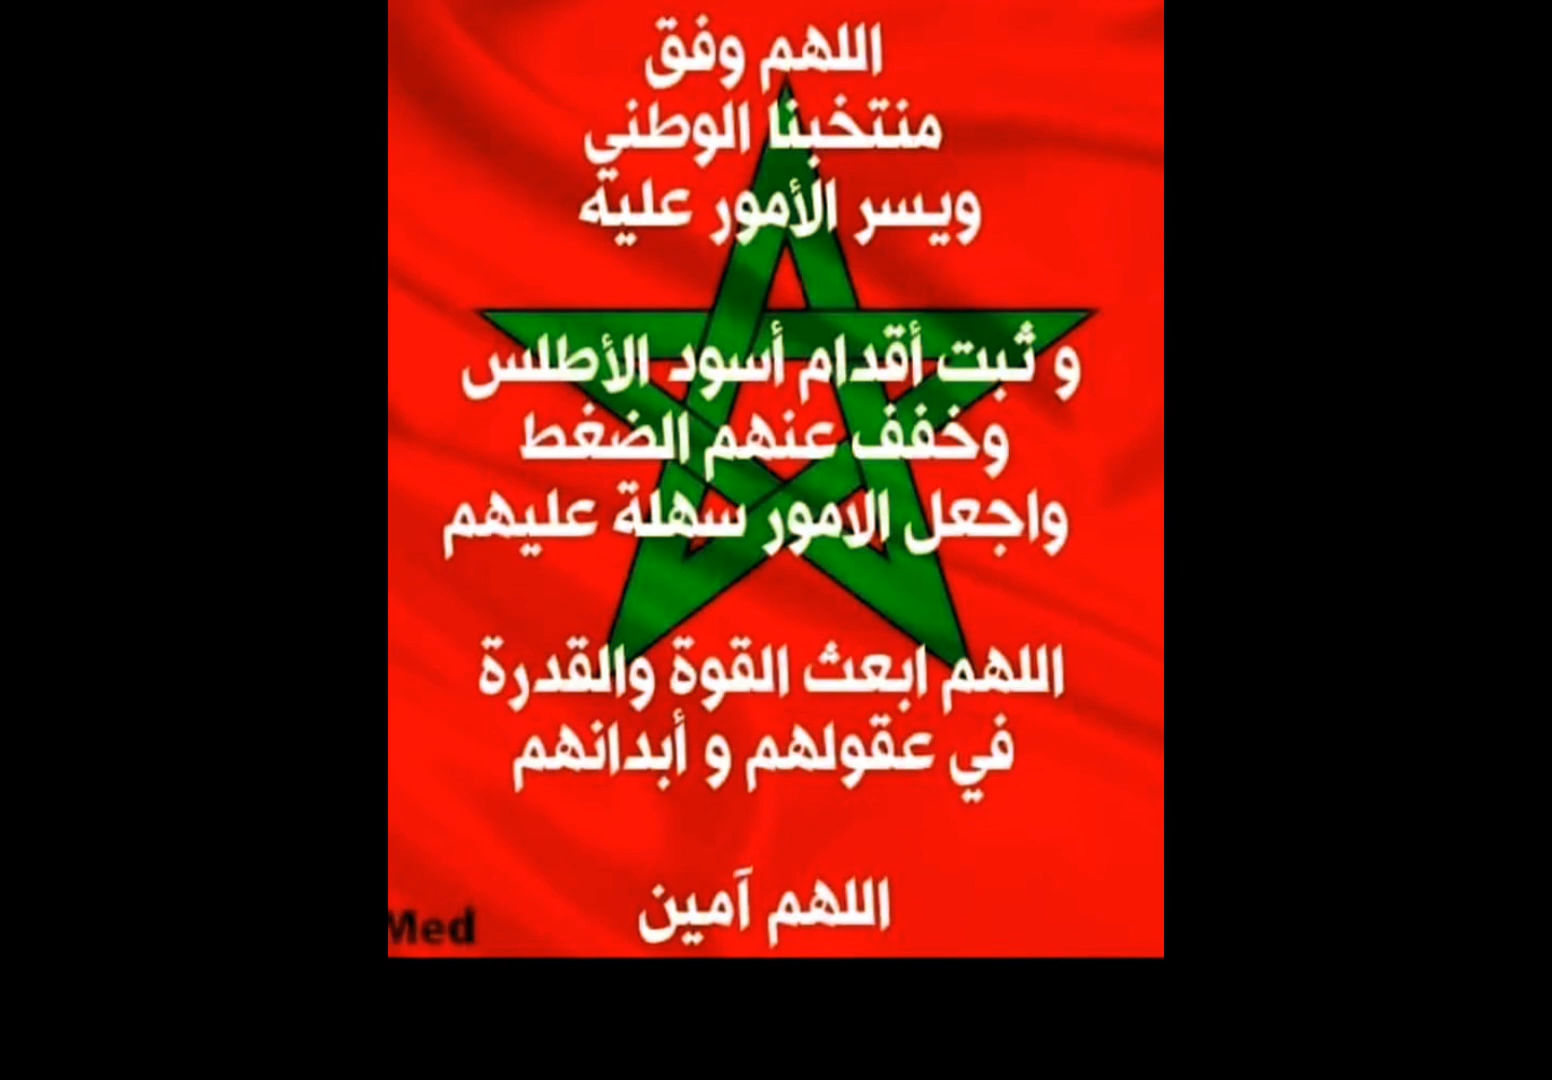 اللهم وفق
منتخبنا الوطني
ويسر الأمور عليه
و ثبت أقدام أسود الأطلس
وخفف عنهم الضغط
واجعل الامور سهلة عليهم
اللهم ابعث القوة والقدرة
في عقولهم و أبدانهم
اللهم آمين
Med